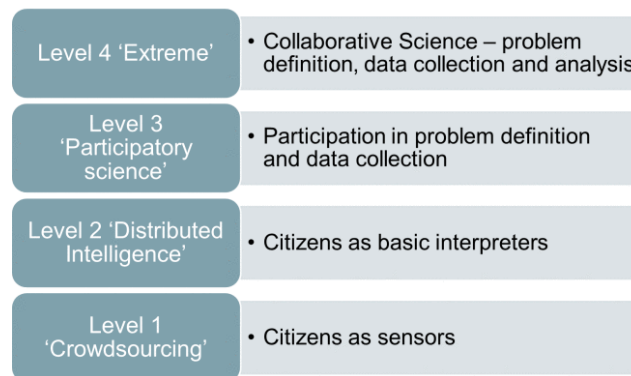 Level 4 ‘Extreme’
• Collaborative Science – problem
definition, data collection and analysis
Level 3
‘Participatory
science’
• Participation in problem definition
and data collection
Level 2 ‘Distributed
Intelligence’
• Citizens as basic interpreters
Level 1
‘Crowdsourcing’
• Citizens as sensors